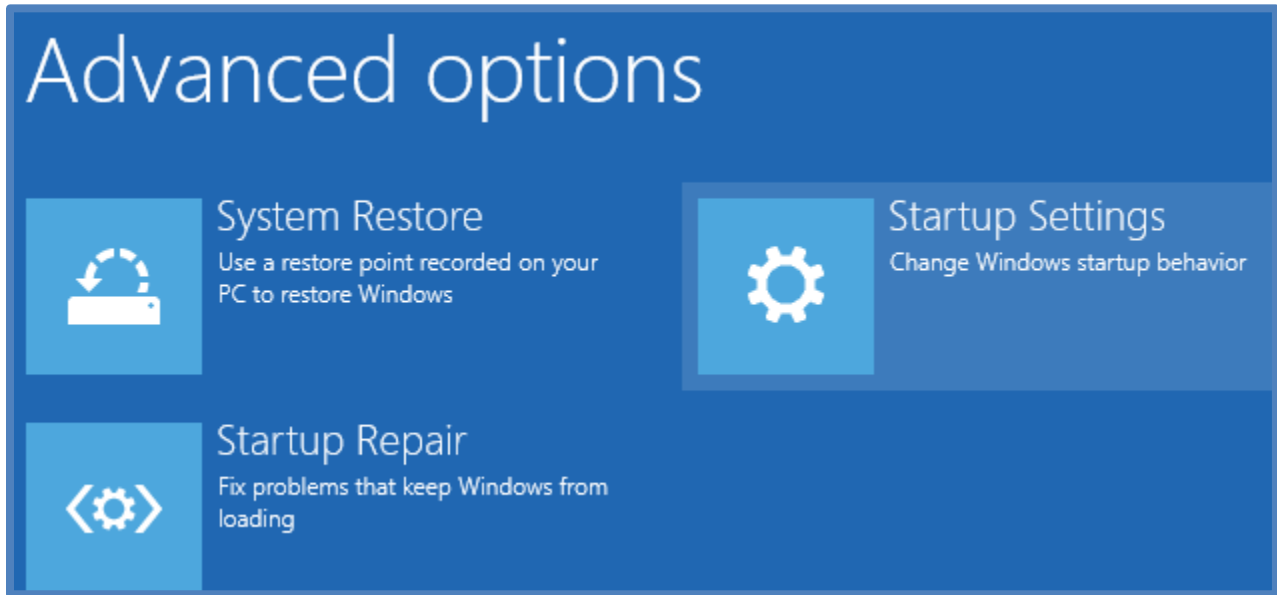 Advanced options
System Restore
Use a restore point recorded on your
PC to restore Windows
Startup Settings
Change Windows startup behavior
Startup Repair
Fix problems that keep Windows from
loading